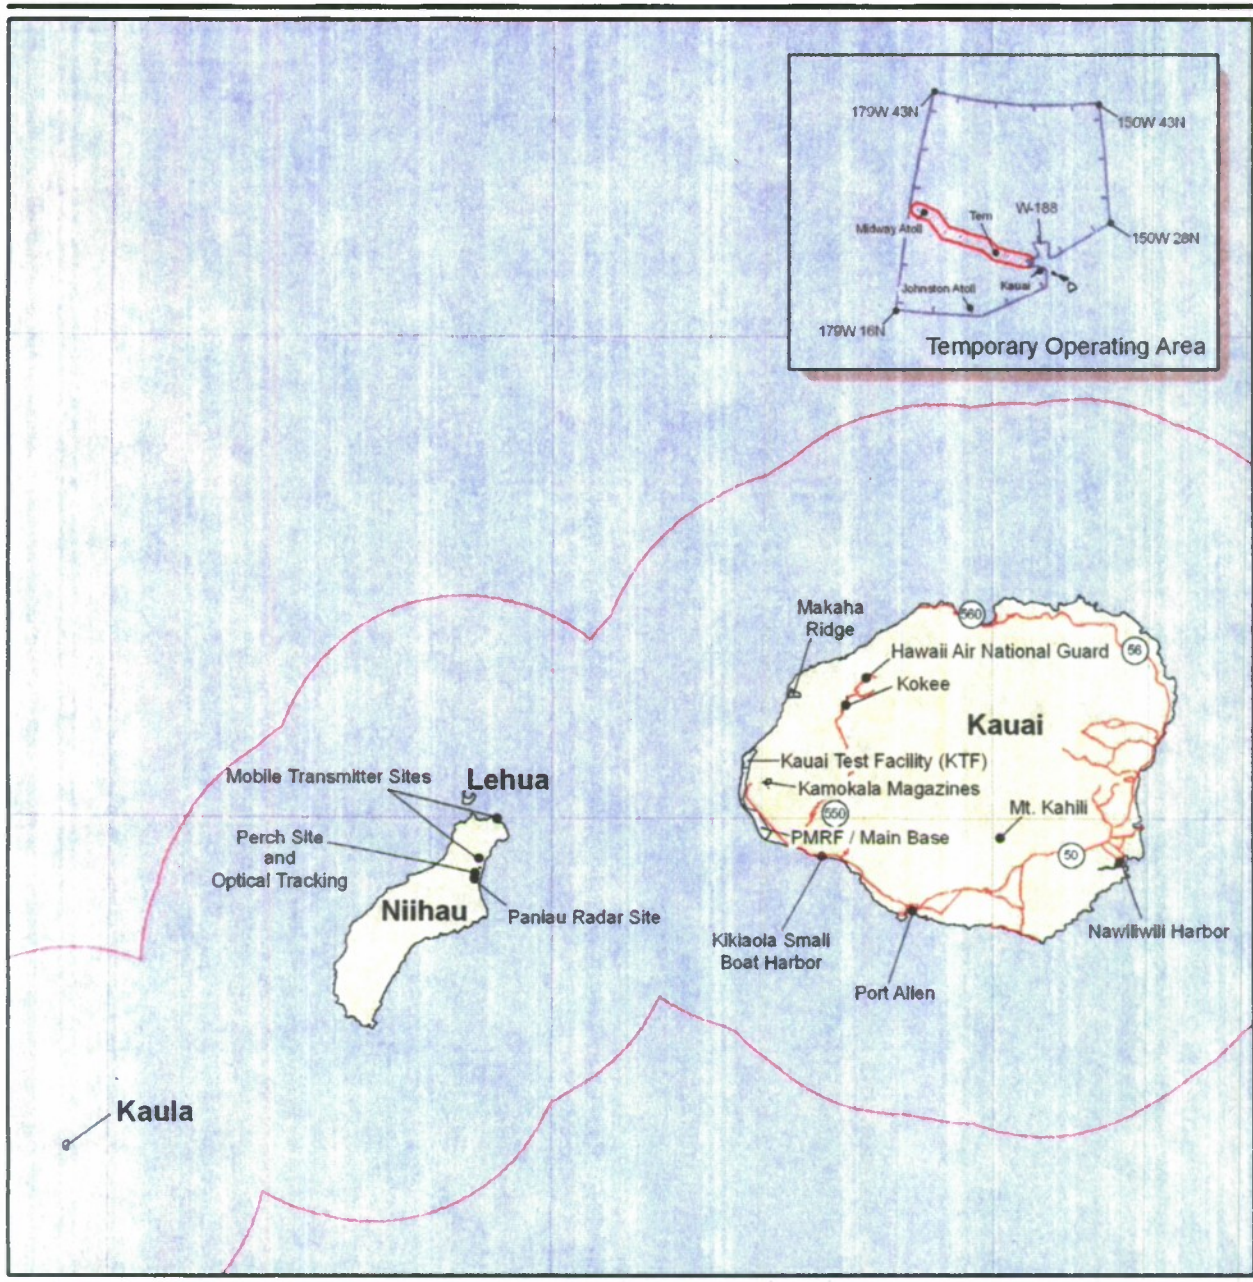 179W 43N
150W 43N
W-188
Tern
Midway Atoll
150W 28N
Johnston Atoll
Kauai
179W 16N
Temporary Operating Area
Makaha
Ridge
560
56
Hawaii Air National Guard
Kokee
Kauai
Kauai Test Facility (KTF)
Kamokala Magazines
Mobile Transmitter Sites
Lehua
Mt. Kahili
550
PMRF / Main Base
50
Perch Site
and
Optical Tracking
Niihau
Paniau Radar Site
Kikiaola Small
Boat Harbor
Nawiliwili Harbor
Port Allen
Kaula